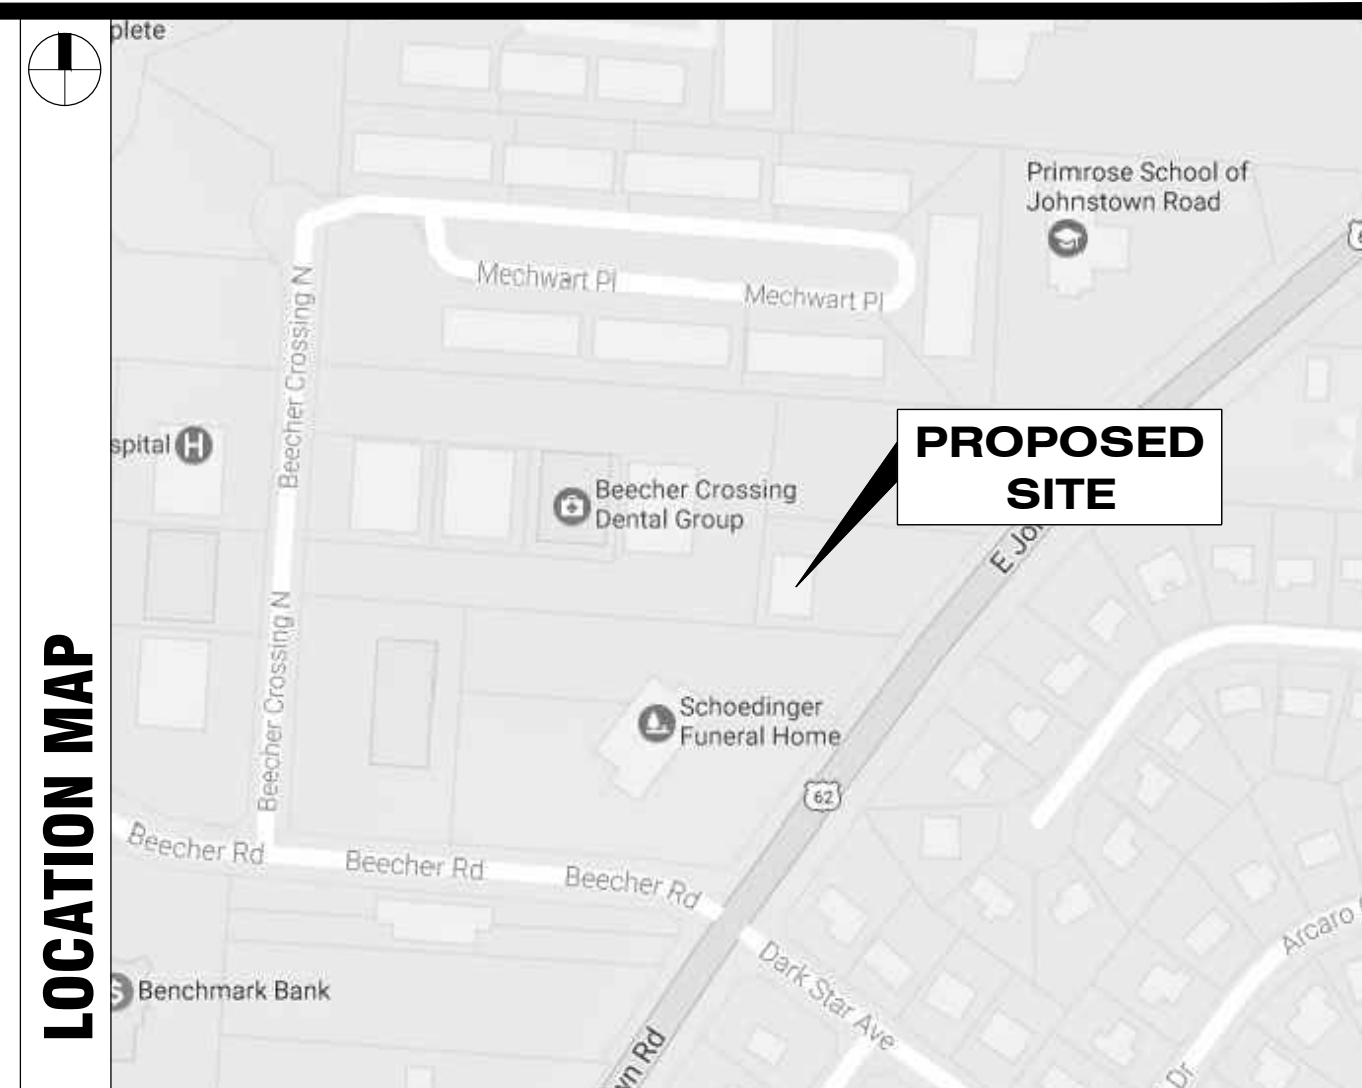 plete
Primrose School of
Johnstown Road
Mechwart Pl
Mechwart Pl
Beecher Crossing N
PROPOSED
SITE
spital H
Beecher Crossing
Dental Group
E Jo
Beecher Crossing N
LOCATION MAP
Schoedinger
Funeral Home
62
Beecher Rd
Beecher Rd
Beecher Rd
Arcaro
Dark Star Ave
$ Benchmark Bank
wn Rd
Dr